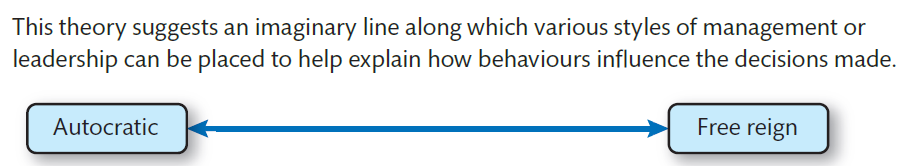 This theory suggests an imaginary line along which various styles of management or
leadership can be placed to help explain how behaviours influence the decisions made.
Autocratic
Free reign